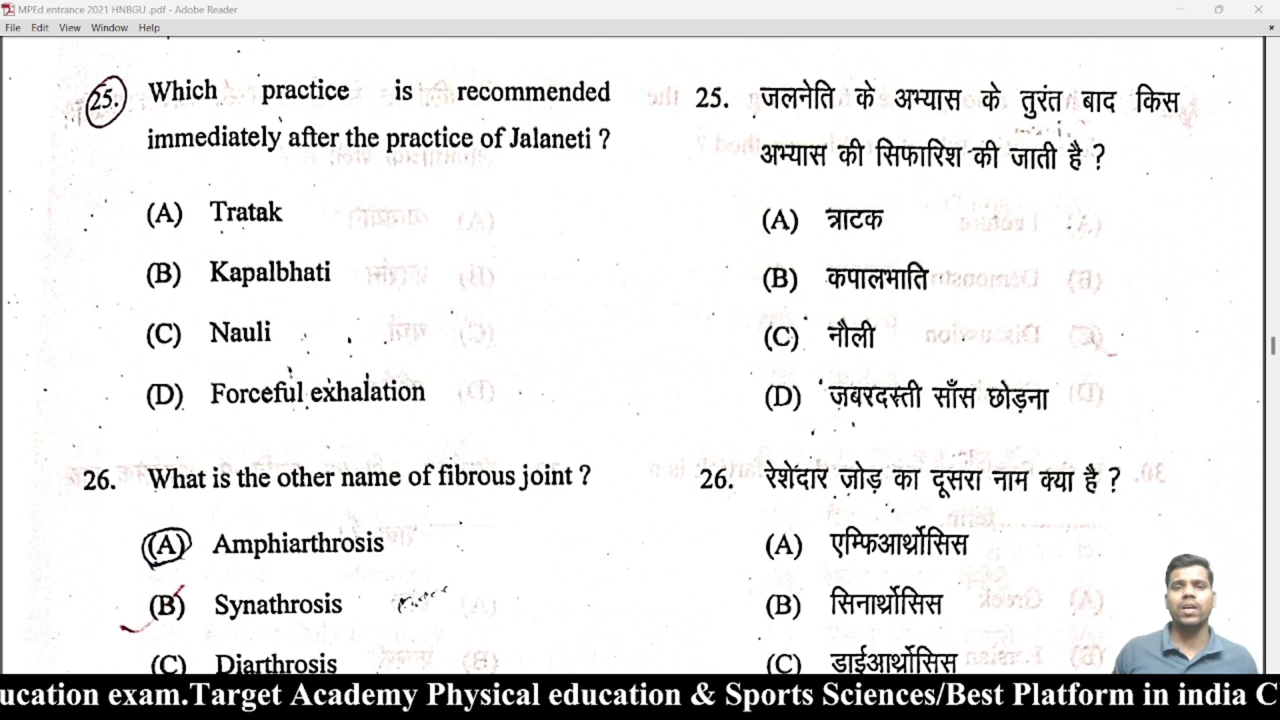 MPEd entrance 2021 HNBGU .pdf - Adobe Reader
File Edit View Window Help
25. Which practice is recommended
immediately after the practice of Jalaneti ?
(A) Tratak
(B) Kapalbhati
(C) Nauli
(D) Forceful exhalation
26. What is the other name of fibrous joint ?
(A) Amphiarthrosis
(B) Synathrosis
(C) Diarthrosis
25. जलनेति के अभ्यास के तुरंत बाद किस
अभ्यास की सिफारिश की जाती है ?
(A) त्राटक
(B) कपालभाति
(C) नौली
(D) जबरदस्ती साँस छोड़ना
26. रेशेदार जोड़ का दूसरा नाम क्या है ?
(A) एम्फिआर्थ्रोसिस
(B) सिनार्थ्रोसिस
(C) डाईआर्थ्रोसिस
ucation exam.Target Academy Physical education & Sports Sciences/Best Platform in india C